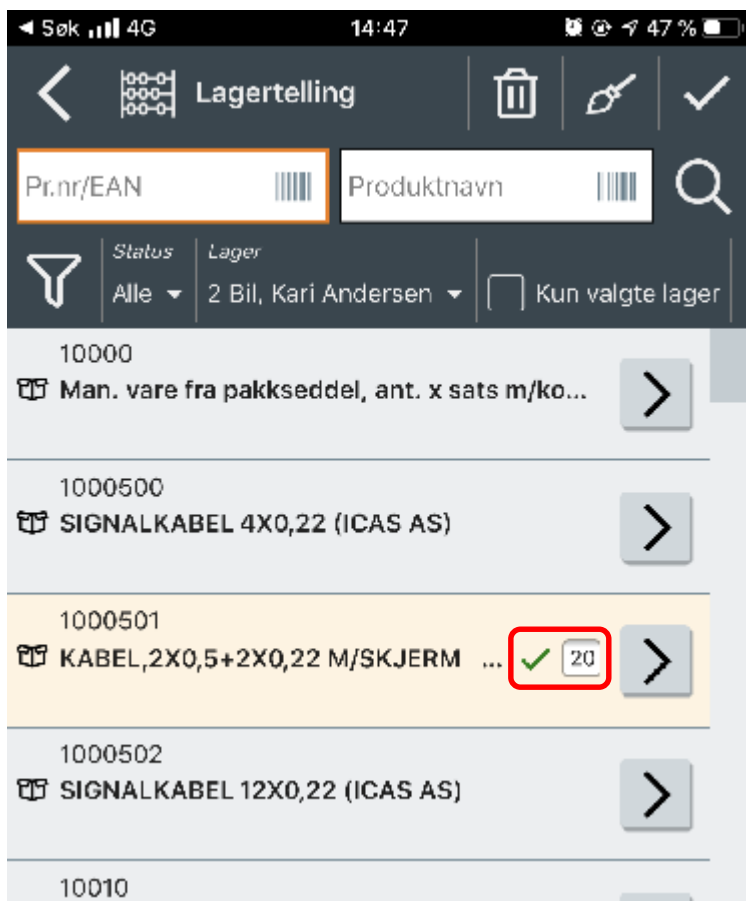 ◀ Søk 4G 14:47 47 %
Lagertelling
Pr.nr/EAN Produktnavn
Status Lager
Alle 2 Bil, Kari Andersen Kun valgte lager
10000
Man. vare fra pakkseddel, ant. x sats m/ko...
1000500
SIGNALKABEL 4X0,22 (ICAS AS)
1000501
KABEL,2X0,5+2X0,22 M/SKJERM ... 20
1000502
SIGNALKABEL 12X0,22 (ICAS AS)
10010